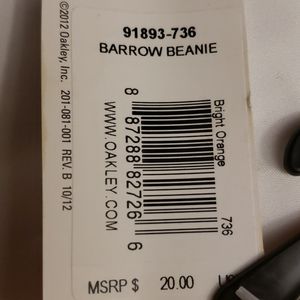 91893-736
BARROW BEANIE
©2012 Oakley, Inc. 201-081-001 REV. B 10/12
8 87288 82726 6
WWW.OAKLEY.COM
Bright Orange 736
MSRP $ 20.00